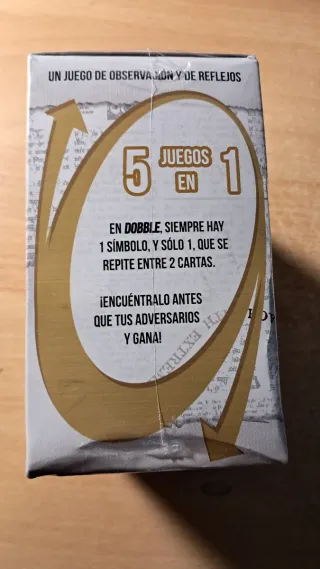 UN JUEGO DE OBSERVACIÓN Y DE REFLEJOS
5 JUEGOS EN 1
EN DOBBLE, SIEMPRE HAY
1 SÍMBOLO, Y SÓLO 1, QUE SE
REPITE ENTRE 2 CARTAS.
¡ENCUÉNTRALO ANTES
QUE TUS ADVERSARIOS
Y GANA!